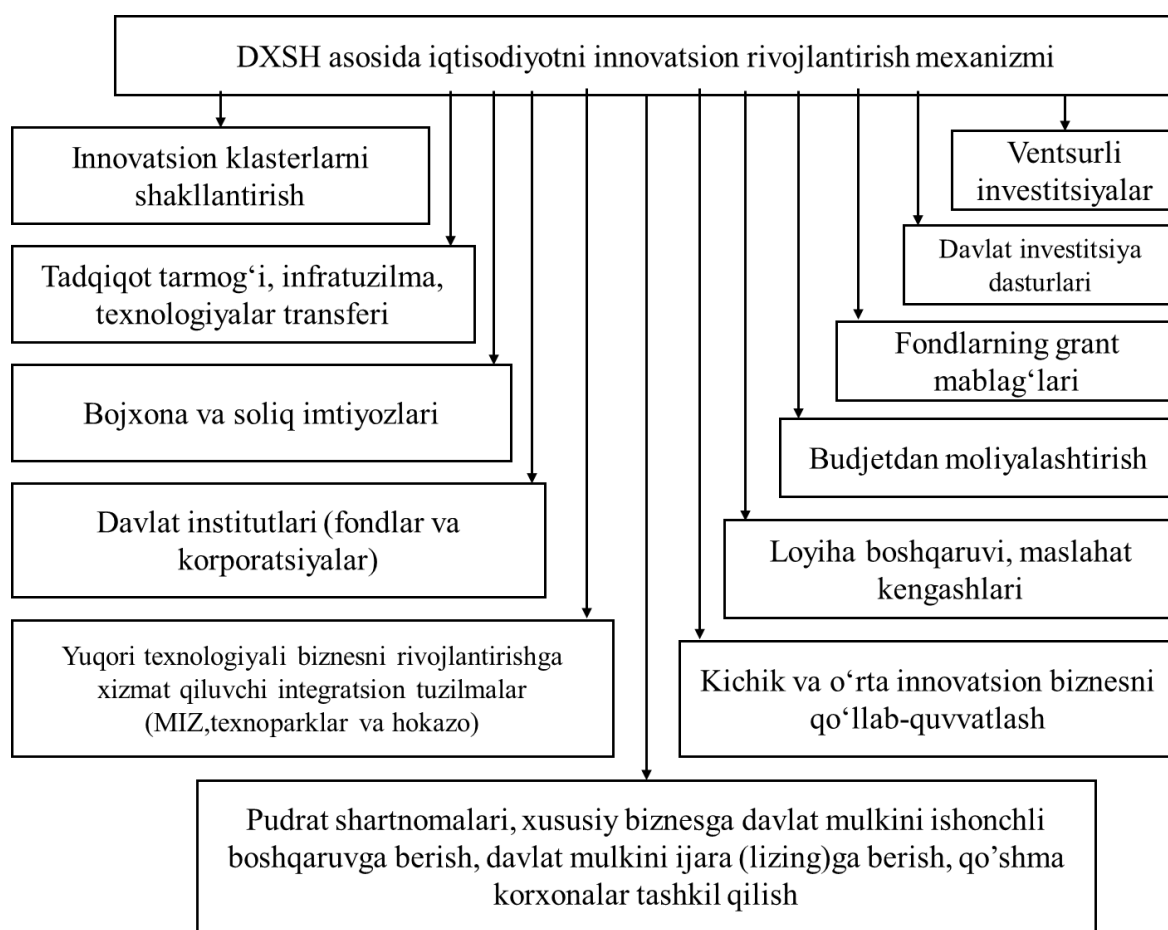 DXSH asosida iqtisodiyotni innovatsion rivojlantirish mexanizmi
Innovatsion klasterlarni
shakllantirish
Tadqiqot tarmog‘i, infratuzilma,
texnologiyalar transferi
Bojxona va soliq imtiyozlari
Davlat institutlari (fondlar va
korporatsiyalar)
Yuqori texnologiyali biznesni rivojlantirishga
xizmat qiluvchi integratsion tuzilmalar
(MIZ,texnoparklar va hokazo)
Ventsurli
investitsiyalar
Davlat investitsiya
dasturlari
Fondlarning grant
mablag‘lari
Budjetdan moliyalashtirish
Loyiha boshqaruvi, maslahat
kengashlari
Kichik va o‘rta innovatsion biznesni
qo‘llab-quvvatlash
Pudrat shartnomalari, xususiy biznesga davlat mulkini ishonchli
boshqaruvga berish, davlat mulkini ijara (lizing)ga berish, qo’shma
korxonalar tashkil qilish